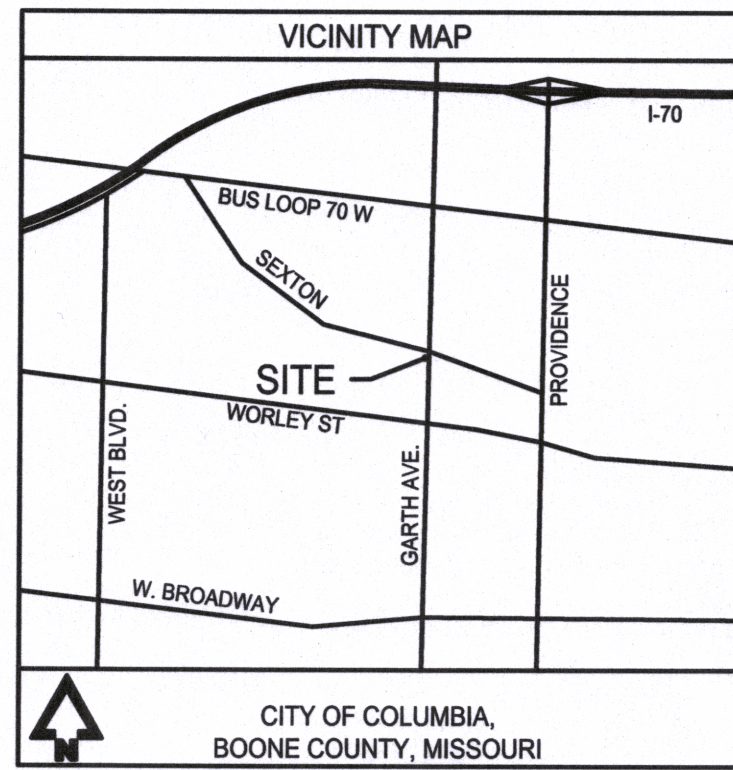 VICINITY MAP
I-70
BUS LOOP 70 W
SEXTON
PROVIDENCE
SITE
WORLEY ST
WEST BLVD.
GARTH AVE.
W. BROADWAY
N
CITY OF COLUMBIA,
BOONE COUNTY, MISSOURI